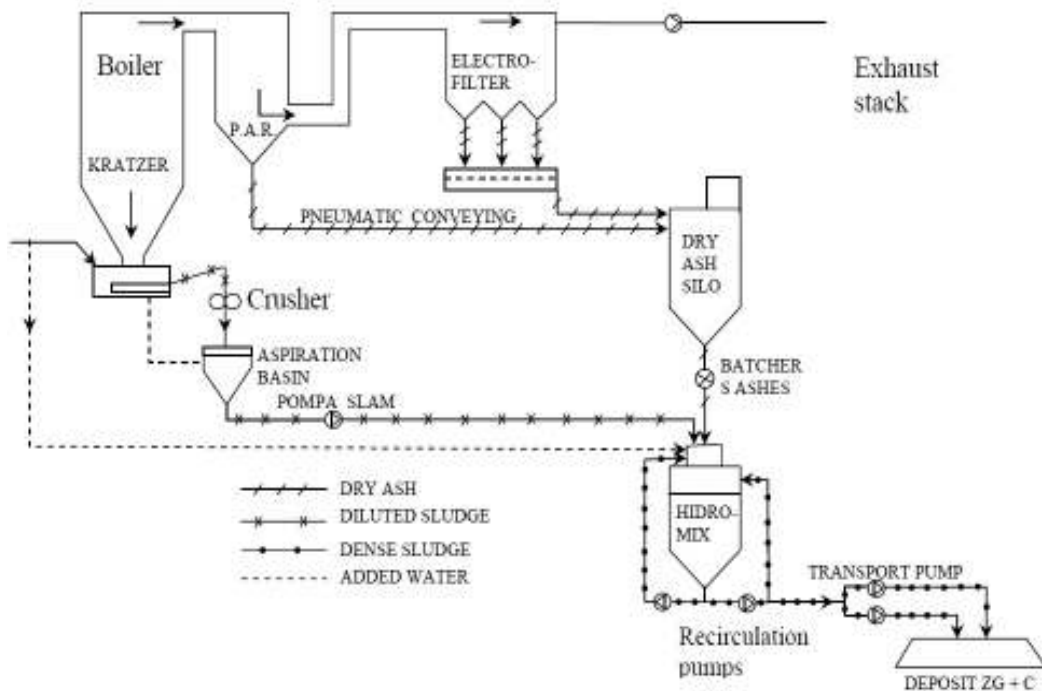 Boiler
ELECTRO-
FILTER
Exhaust
stack
P.A.R.
KRATZER
PNEUMATIC CONVEYING
DRY
ASH
SILO
Crusher
ASPIRATION
BASIN
BATCHER
S ASHES
POMPA SLAM
DRY ASH
DILUTED SLUDGE
DENSE SLUDGE
ADDED WATER
HIDRO-
MIX
TRANSPORT PUMP
Recirculation
pumps
DEPOSIT ZG + C